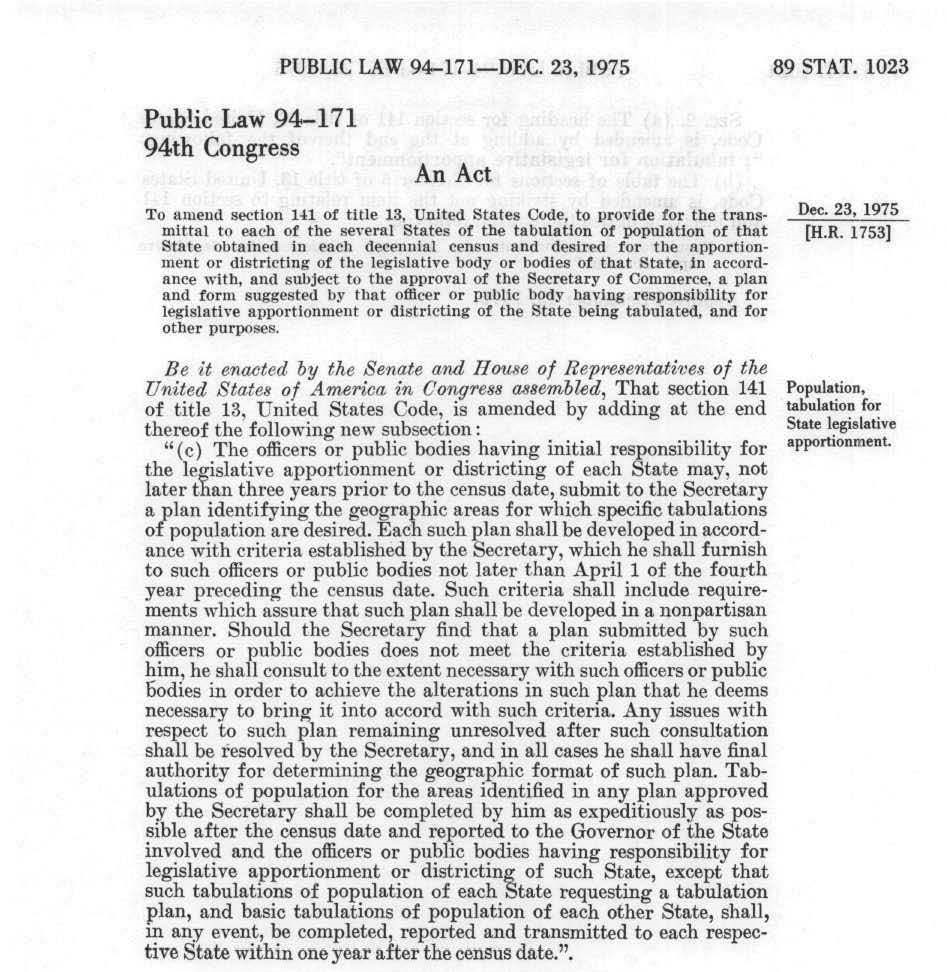 PUBLIC LAW 94–171—DEC. 23, 1975
89 STAT. 1023
Public Law 94–171
94th Congress
An Act
To amend section 141 of title 13, United States Code, to provide for the trans-
mittal to each of the several States of the tabulation of population of that
State obtained in each decennial census and desired for the apportion-
ment or districting of the legislative body or bodies of that State, in accord-
ance with, and subject to the approval of the Secretary of Commerce, a plan
and form suggested by that officer or public body having responsibility for
legislative apportionment or districting of the State being tabulated, and for
other purposes.
Dec. 23, 1975
[H.R. 1753]
Be it enacted by the Senate and House of Representatives of the
United States of America in Congress assembled, That section 141
of title 13, United States Code, is amended by adding at the end
thereof the following new subsection:
Population,
tabulation for
State legislative
apportionment.
"(c) The officers or public bodies having initial responsibility for
the legislative apportionment or districting of each State may, not
later than three years prior to the census date, submit to the Secretary
a plan identifying the geographic areas for which specific tabulations
of population are desired. Each such plan shall be developed in accord-
ance with criteria established by the Secretary, which he shall furnish
to such officers or public bodies not later than April 1 of the fourth
year preceding the census date. Such criteria shall include require-
ments which assure that such plan shall be developed in a nonpartisan
manner. Should the Secretary find that a plan submitted by such
officers or public bodies does not meet the criteria established by
him, he shall consult to the extent necessary with such officers or public
bodies in order to achieve the alterations in such plan that he deems
necessary to bring it into accord with such criteria. Any issues with
respect to such plan remaining unresolved after such consultation
shall be resolved by the Secretary, and in all cases he shall have final
authority for determining the geographic format of such plan. Tab-
ulations of population for the areas identified in any plan approved
by the Secretary shall be completed by him as expeditiously as pos-
sible after the census date and reported to the Governor of the State
involved and the officers or public bodies having responsibility for
legislative apportionment or districting of such State, except that
such tabulations of population of each State requesting a tabulation
plan, and basic tabulations of population of each other State, shall,
in any event, be completed, reported and transmitted to each respec-
tive State within one year after the census date.".